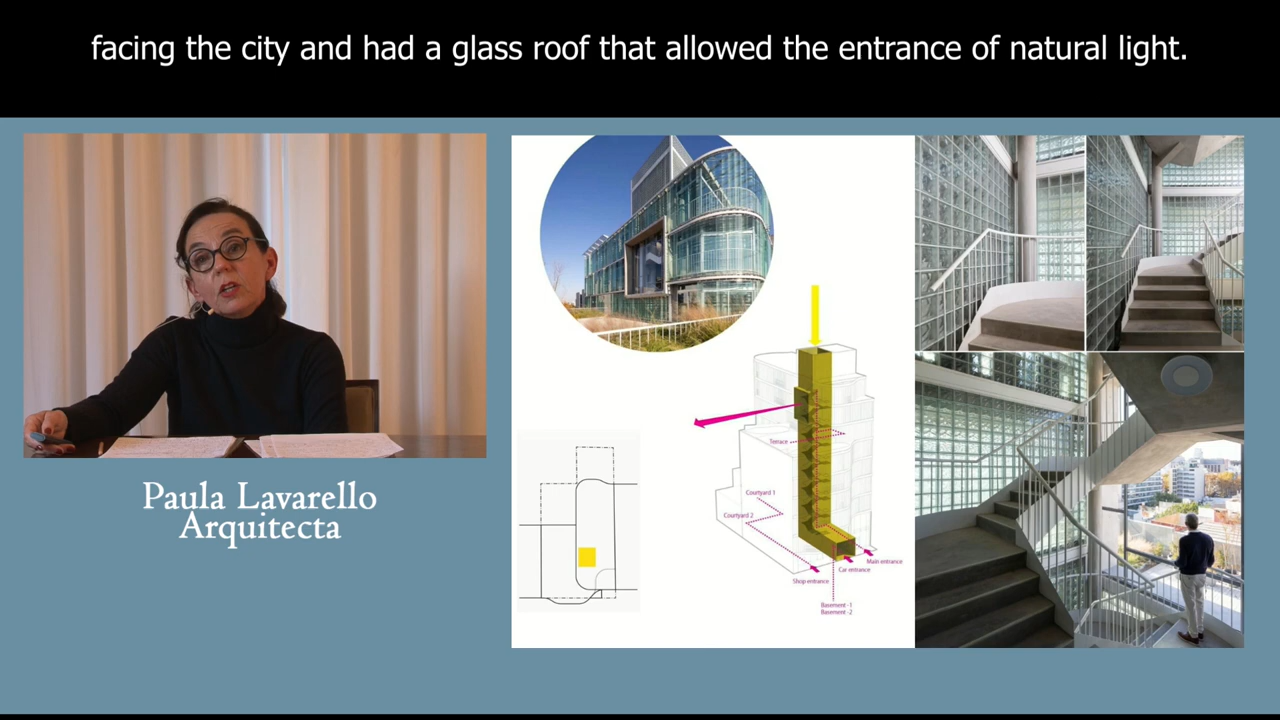 facing the city and had a glass roof that allowed the entrance of natural light.
Paula Lavarello
Arquitecta
Terrace
Courtyard 1
Courtyard 2
Main entrance
Car entrance
Shop entrance
Basement -1
Basement -2